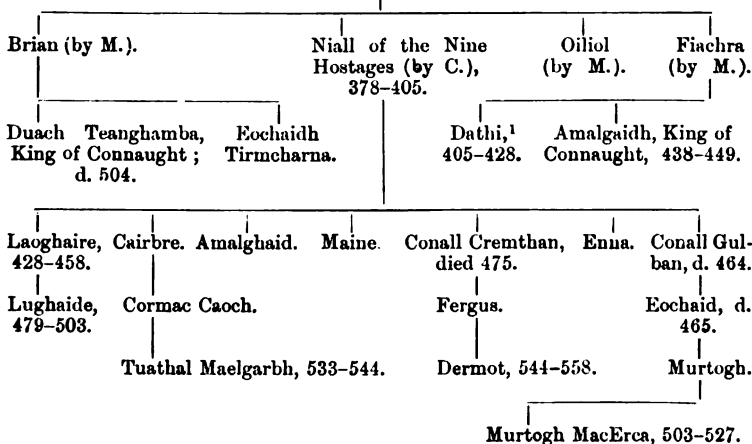 Brian (by M.). Niall of the Nine Oiliol Fiachra
Hostages (by C.), (by M.). (by M.).
378–405.
Duach Teanghamba, Eochaidh Dathi,¹ Amalgaidh, King of
King of Connaught ; Tirmcharna. 405–428. Connaught, 438–449.
d. 504.
Laoghaire, Cairbre. Amalghaid. Maine. Conall Cremthan, Enna. Conall Gul-
428–458. died 475. ban, d. 464.
Lughaide, Cormac Caoch. Fergus. Eochaid, d.
479–503. 465.
Tuathal Maelgarbh, 533–544. Dermot, 544–558. Murtogh.
Murtogh MacErca, 503–527.